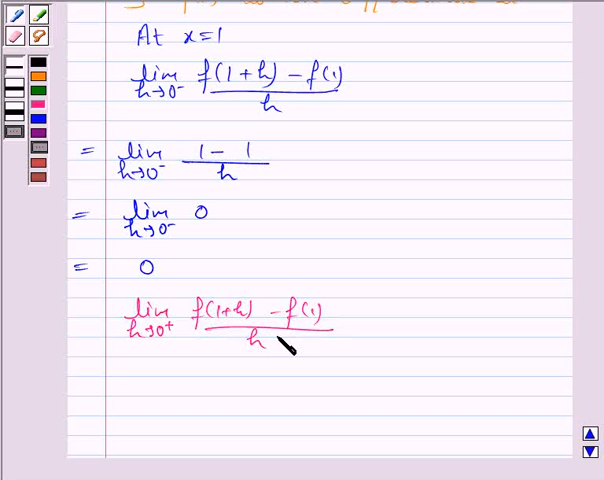 At x=1
lim h→0⁻ f(1+h) - f(1) / h
= lim h→0⁻ 1 - 1 / h
= lim h→0⁻ 0
= 0
lim h→0⁺ f(1+h) - f(1) / h